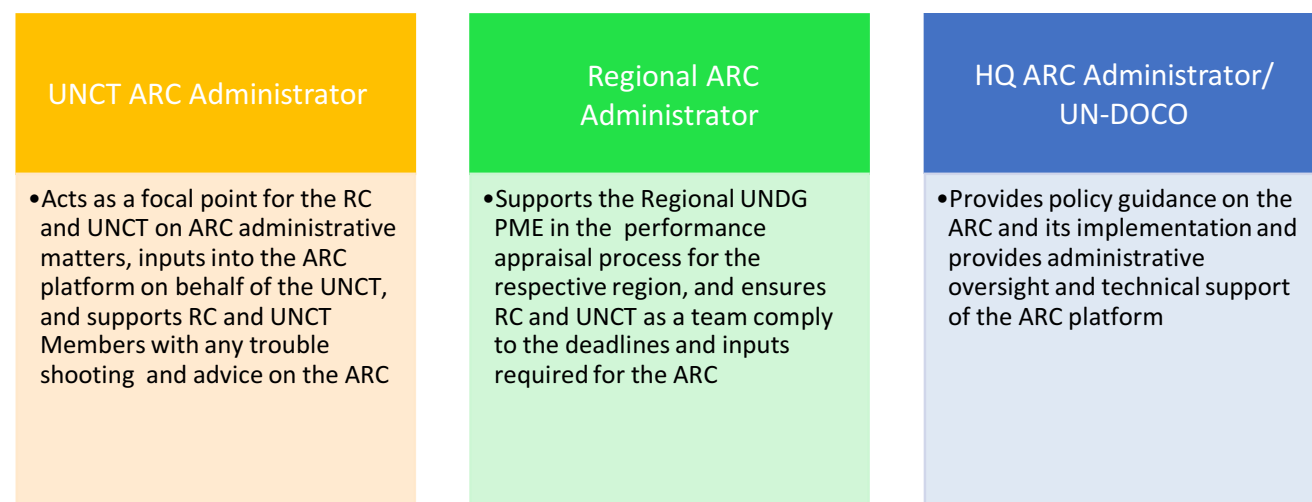 UNCT ARC Administrator
•Acts as a focal point for the RC
and UNCT on ARC administrative
matters, inputs into the ARC
platform on behalf of the UNCT,
and supports RC and UNCT
Members with any trouble
shooting and advice on the ARC
Regional ARC
Administrator
•Supports the Regional UNDG
PME in the performance
appraisal process for the
respective region, and ensures
RC and UNCT as a team comply
to the deadlines and inputs
required for the ARC
HQ ARC Administrator/
UN-DOCO
•Provides policy guidance on the
ARC and its implementation and
provides administrative
oversight and technical support
of the ARC platform